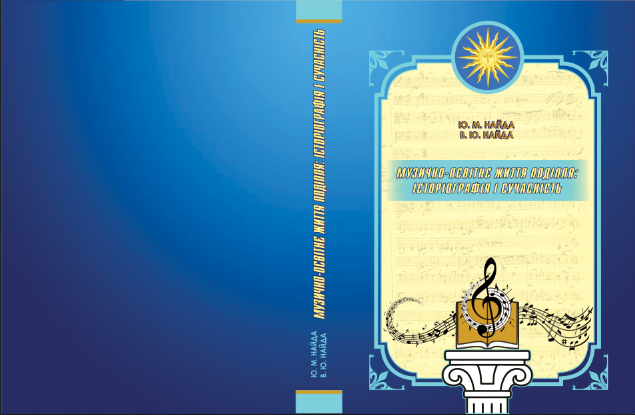 МУЗИЧНО-ОСВІТНЄ ЖИТТЯ ПОДІЛЛЯ: ІСТОРІОГРАФІЯ І СУЧАСНІСТЬ
Ю. М. НАЙДА
В. Ю. НАЙДА
Ю. М. НАЙДА
В. Ю. НАЙДА
МУЗИЧНО-ОСВІТНЄ ЖИТТЯ ПОДІЛЛЯ:
ІСТОРІОГРАФІЯ І СУЧАСНІСТЬ